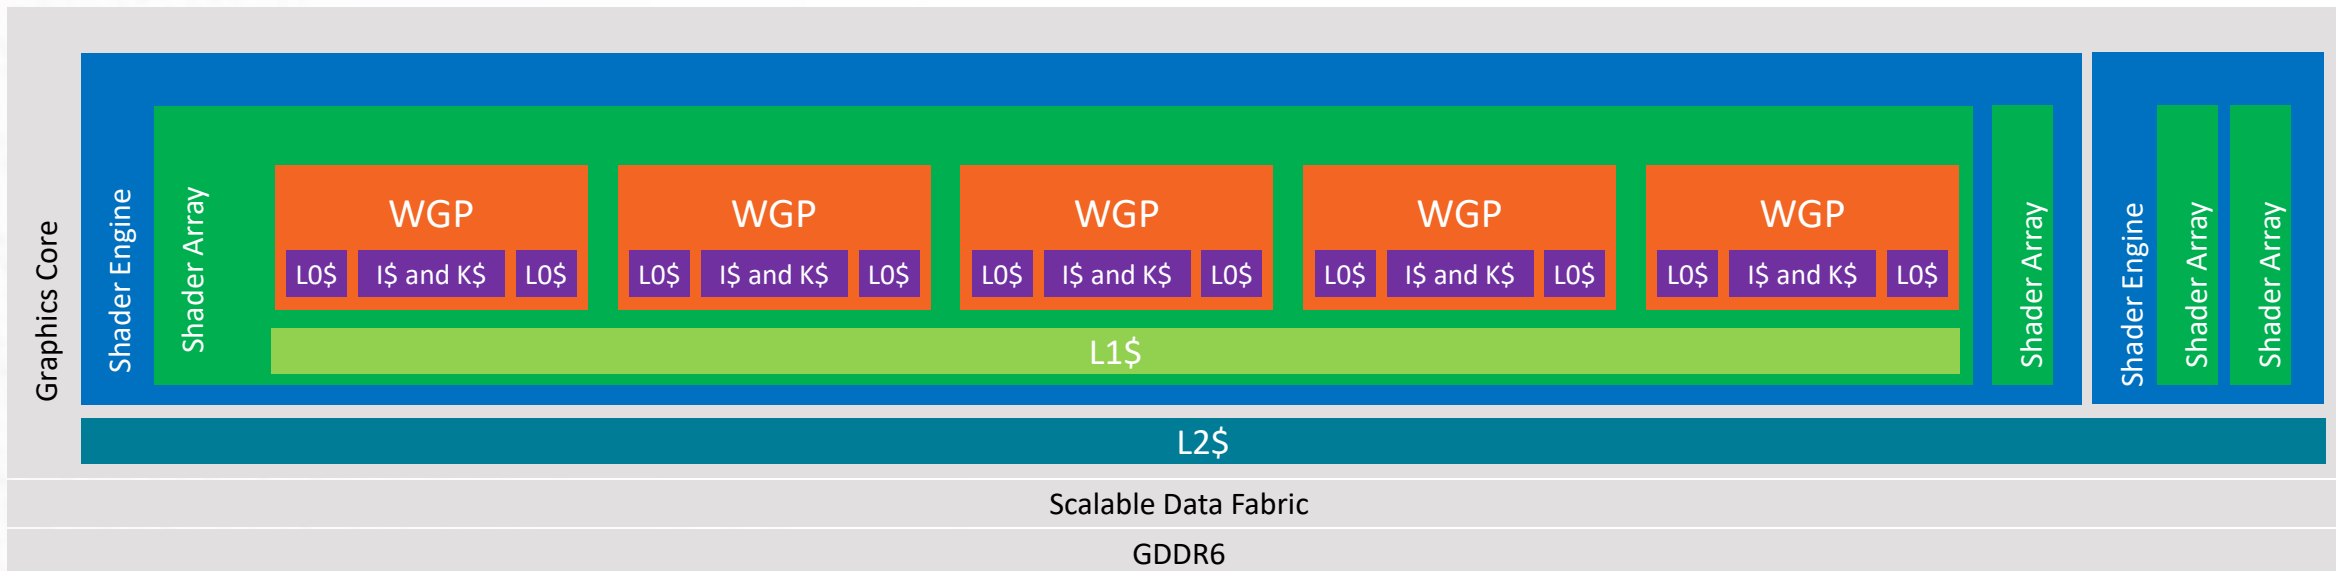 Graphics Core
Shader Engine
Shader Array
WGP
L0$ I$ and K$ L0$
WGP
L0$ I$ and K$ L0$
WGP
L0$ I$ and K$ L0$
WGP
L0$ I$ and K$ L0$
WGP
L0$ I$ and K$ L0$
L1$
Shader Array
Shader Engine
Shader Array
Shader Array
L2$
Scalable Data Fabric
GDDR6